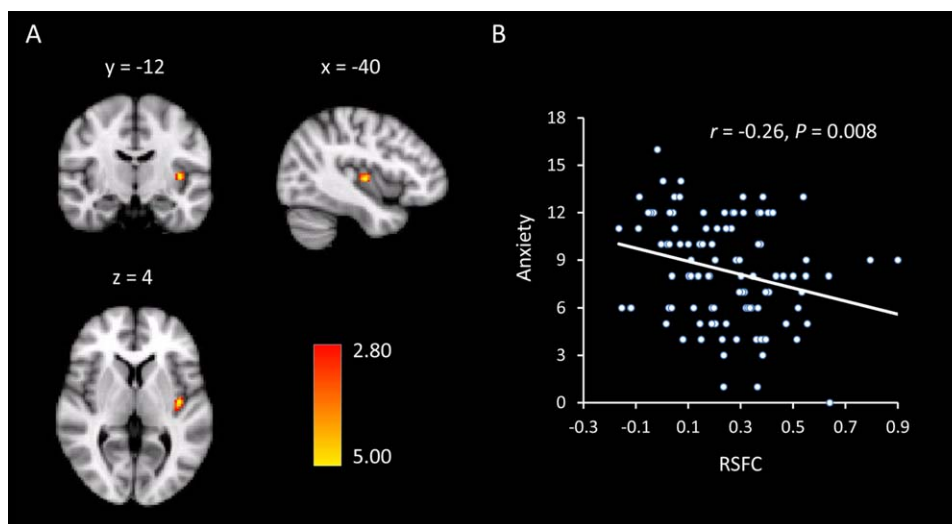 A
y = -12
x = -40
z = 4
2.80
5.00
B
r = -0.26, P = 0.008
18
15
12
9
6
3
0
Anxiety
-0.3 -0.1 0.1 0.3 0.5 0.7 0.9
RSFC